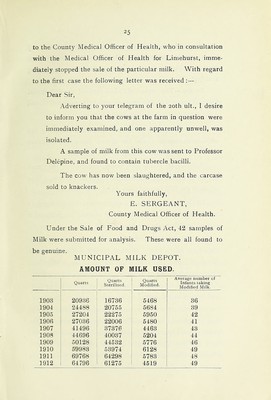 25
to the County Medical Officer of Health, who in consultation
with the Medical Officer of Health for Limehurst, imme-
diately stopped the sale of the particular milk. With regard
to the first case the following letter was received :—
Dear Sir,
Adverting to your telegram of the 20th ult., I desire
to inform you that the cows at the farm in question were
immediately examined, and one apparently unwell, was
isolated.
A sample of milk from this cow was sent to Professor
Delépine, and found to contain tubercle bacilli.
The cow has now been slaughtered, and the carcase
sold to knackers.
Yours faithfully,
E. SERGEANT,
County Medical Officer of Health.
Under the Sale of Food and Drugs Act, 42 samples of
Milk were submitted for analysis. These were all found to
be genuine.
MUNICIPAL MILK DEPOT.
AMOUNT OF MILK USED.
Quarts Quarts Sterilised. Quarts Modified. Average number of Infants taking Modified Milk
1903 20936 16736 5468 36
1904 24488 20755 5684 39
1905 27204 22275 5950 42
1906 27036 22006 5480 41
1907 41496 37376 4463 43
1908 44696 40037 5204 44
1909 50128 44532 5776 46
1910 59983 53974 6128 49
1911 69768 64298 5783 48
1912 64796 61275 4519 49